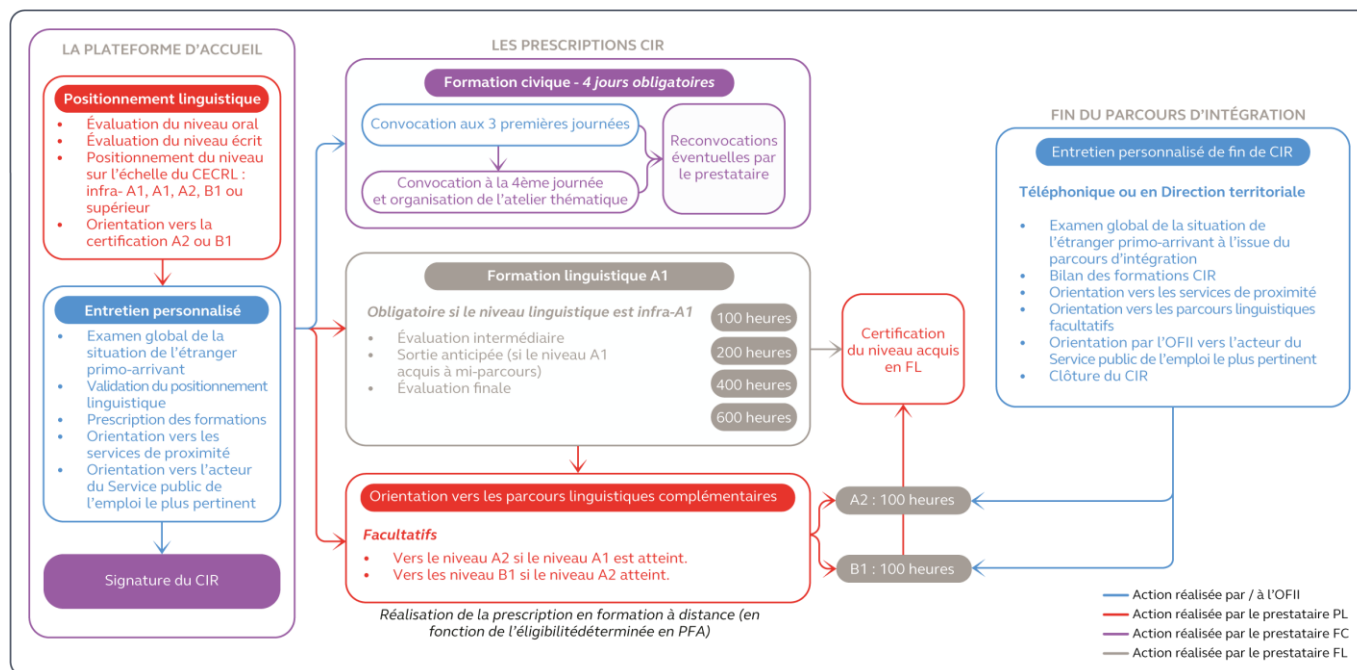 LA PLATEFORME D'ACCUEIL
Positionnement linguistique
• Évaluation du niveau oral
• Évaluation du niveau écrit
• Positionnement du niveau
sur l'échelle du CECRL :
infra- A1, A1, A2, B1 ou
supérieur
• Orientation vers la
certification A2 ou B1
Entretien personnalisé
• Examen global de la
situation de l'étranger
primo-arrivant
• Validation du positionnement
linguistique
• Prescription des formations
• Orientation vers les
services de proximité
• Orientation vers l'acteur
du Service public de
l'emploi le plus pertinent
Signature du CIR
LES PRESCRIPTIONS CIR
Formation civique - 4 jours obligatoires
Convocation aux 3 premières journées
Convocation à la 4ème journée
et organisation de l'atelier thématique
Reconvocations
éventuelles par
le prestataire
Formation linguistique A1
Obligatoire si le niveau linguistique est infra-A1
• Évaluation intermédiaire
• Sortie anticipée (si le niveau A1
acquis à mi-parcours)
• Évaluation finale
100 heures
200 heures
400 heures
600 heures
Orientation vers les parcours linguistiques complémentaires
Facultatifs
• Vers le niveau A2 si le niveau A1 est atteint.
• Vers les niveau B1 si le niveau A2 atteint.
Réalisation de la prescription en formation à distance (en
fonction de l'éligibilitédéterminée en PFA)
Certification
du niveau acquis
en FL
A2 : 100 heures
B1 : 100 heures
FIN DU PARCOURS D'INTÉGRATION
Entretien personnalisé de fin de CIR
Téléphonique ou en Direction territoriale
• Examen global de la situation de
l'étranger primo-arrivant à l'issue du
parcours d'intégration
• Bilan des formations CIR
• Orientation vers les services de proximité
• Orientation vers les parcours linguistiques
facultatifs
• Orientation par l'OFII vers l'acteur du
Service public de l'emploi le plus pertinent
• Clôture du CIR
Action réalisée par / à l'OFII
Action réalisée par le prestataire PL
Action réalisée par le prestataire FC
Action réalisée par le prestataire FL